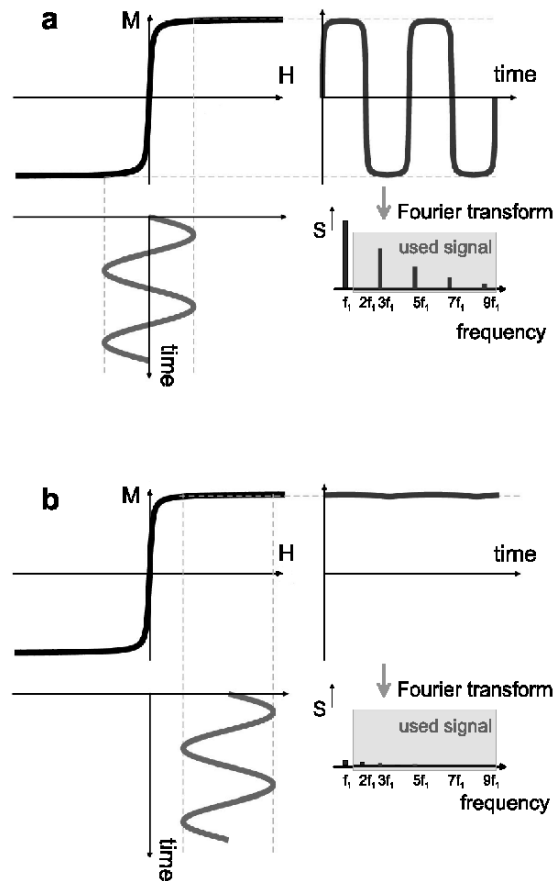 a
M
H
time
time
Fourier transform
S
used signal
f₁ 2f₁ 3f₁ 5f₁ 7f₁ 9f₁
frequency
b
M
H
time
time
Fourier transform
S
used signal
f₁ 2f₁ 3f₁ 5f₁ 7f₁ 9f₁
frequency